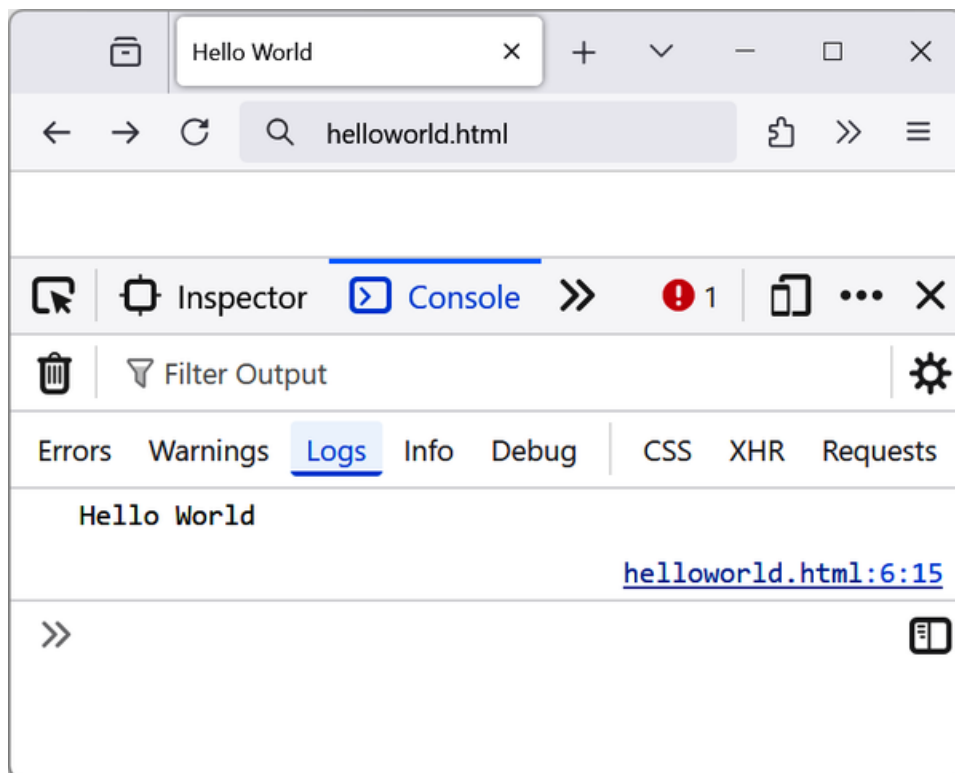 Hello World
helloworld.html
Inspector Console 1
Filter Output
Errors Warnings Logs Info Debug CSS XHR Requests
Hello World
helloworld.html:6:15